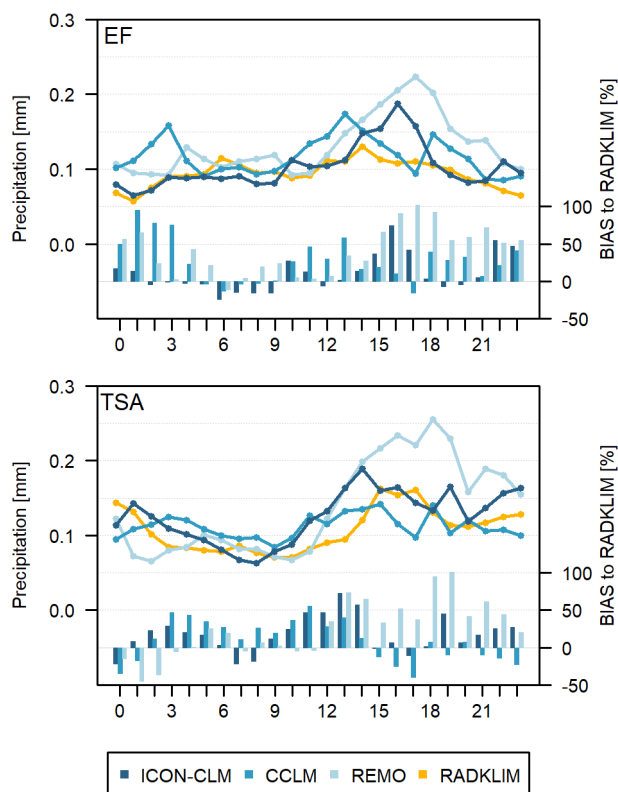 EF
Precipitation [mm]
0.3
0.2
0.1
0.0
BIAS to RADKLIM [%]
100
50
0
-50
0 3 6 9 12 15 18 21
TSA
Precipitation [mm]
0.3
0.2
0.1
0.0
BIAS to RADKLIM [%]
100
50
0
-50
0 3 6 9 12 15 18 21
ICON-CLM CCLM REMO RADKLIM